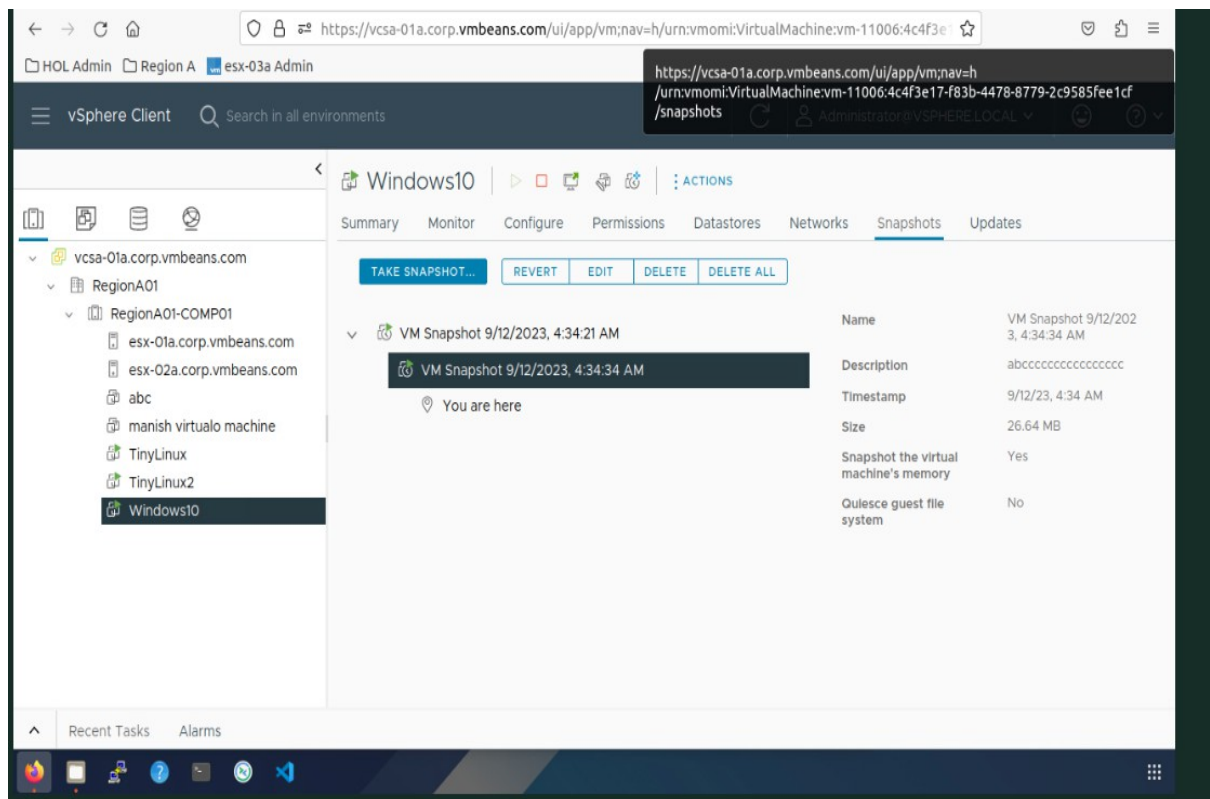 https://vcsa-01a.corp.vmbeans.com/ui/app/vm;nav=h/urn:vmomi:VirtualMachine:vm-11006:4c4f3e1
HOL Admin Region A vm esx-03a Admin
https://vcsa-01a.corp.vmbeans.com/ui/app/vm;nav=h
/urn:vmomi:VirtualMachine:vm-11006:4c4f3e17-f83b-4478-8779-2c9585fee1cf
/snapshots
vSphere Client Search in all environments
Administrator@VSPHERE.LOCAL
Windows10 ACTIONS
Summary Monitor Configure Permissions Datastores Networks Snapshots Updates
vcsa-01a.corp.vmbeans.com
RegionA01
RegionA01-COMP01
esx-01a.corp.vmbeans.com
esx-02a.corp.vmbeans.com
abc
manish virtualo machine
TinyLinux
TinyLinux2
Windows10
TAKE SNAPSHOT... REVERT EDIT DELETE DELETE ALL
VM Snapshot 9/12/2023, 4:34:21 AM
VM Snapshot 9/12/2023, 4:34:34 AM
You are here
Name VM Snapshot 9/12/202
3, 4:34:34 AM
Description abcccccccccccccccc
Timestamp 9/12/23, 4:34 AM
Size 26.64 MB
Snapshot the virtual Yes
machine's memory
Quiesce guest file No
system
Recent Tasks Alarms